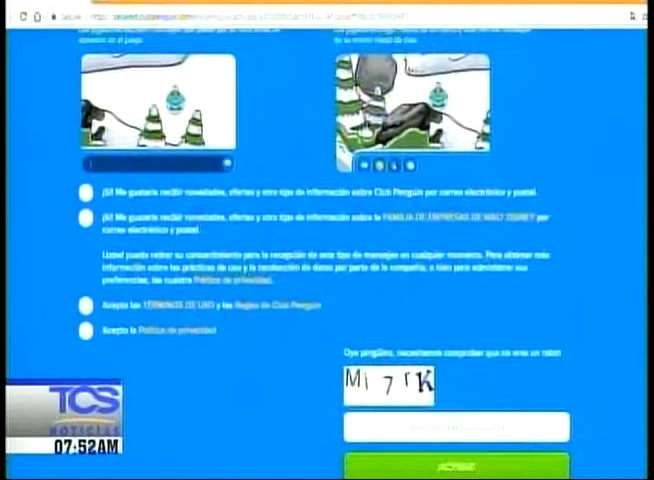 ¡Sí! Me gustaría recibir novedades, ofertas y otro tipo de información sobre Club Penguin por correo electrónico y postal.
¡Sí! Me gustaría recibir novedades, ofertas y otro tipo de información sobre la FAMILIA DE EMPRESAS DE WALT DISNEY por
correo electrónico y postal.
Usted puede retirar su consentimiento para la recepción de este tipo de mensajes en cualquier momento. Para obtener más
información sobre las prácticas de uso y la recolección de datos por parte de la compañía, o bien para administrar sus
preferencias, lea nuestra Política de privacidad.
Acepto los TÉRMINOS DE USO y las Reglas de Club Penguin
Acepto la Política de privacidad
Oye pingüino, necesitamos comprobar que no eres un robot
Mi7rK
TCS
NOTICIAS
07:52AM